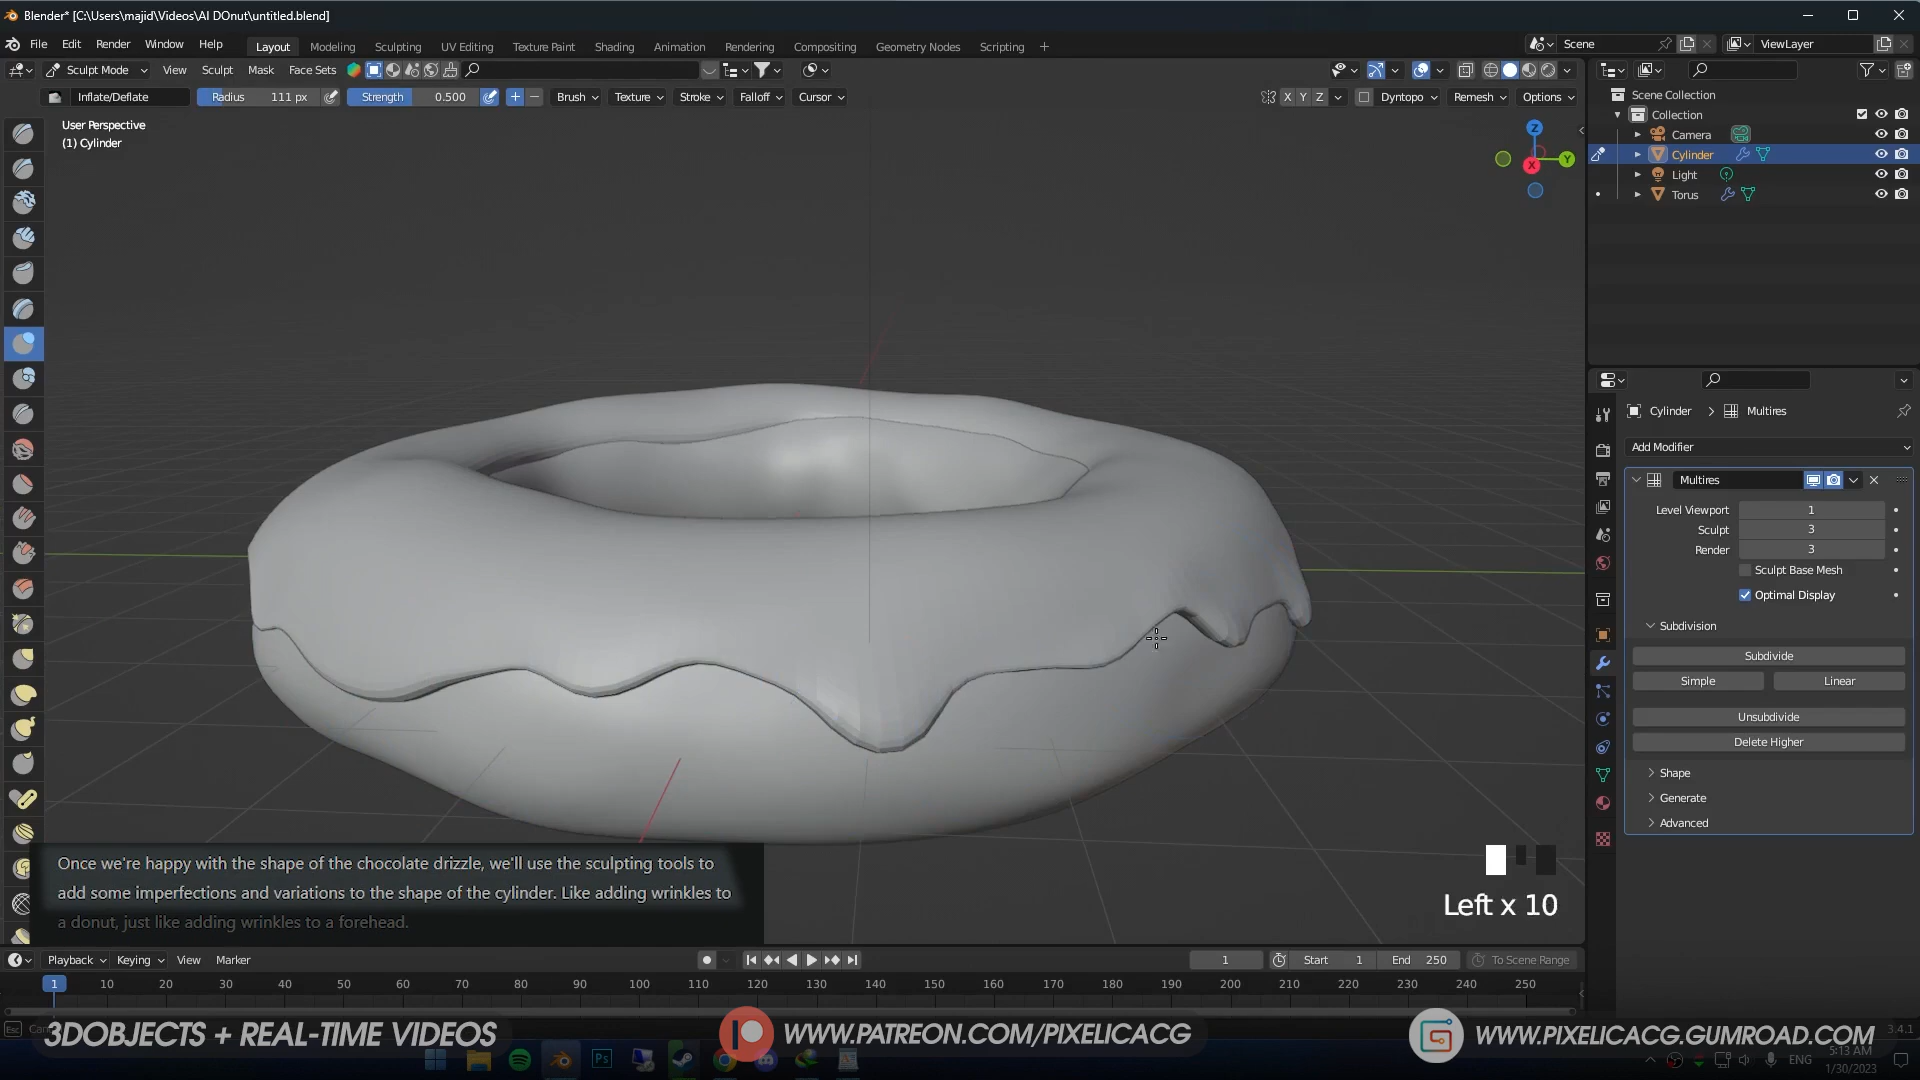 Blender* [C:\Users\majid\Videos\AI DOnut\untitled.blend]
File Edit Render Window Help Layout Modeling Sculpting UV Editing Texture Paint Shading Animation Rendering Compositing Geometry Nodes Scripting + Scene ViewLayer
Sculpt Mode View Sculpt Mask Face Sets
Inflate/Deflate Radius 111 px Strength 0.500 Brush Texture Stroke Falloff Cursor X Y Z Dyntopo Remesh Options
User Perspective
(1) Cylinder
Z
Y
X
Scene Collection
Collection
Camera
Cylinder
Light
Torus
Cylinder > Multires
Add Modifier
Multires
Level Viewport 1
Sculpt 3
Render 3
Sculpt Base Mesh
Optimal Display
Subdivision
Subdivide
Simple Linear
Unsubdivide
Delete Higher
Shape
Generate
Advanced
Once we're happy with the shape of the chocolate drizzle, we'll use the sculpting tools to
add some imperfections and variations to the shape of the cylinder. Like adding wrinkles to
a donut, just like adding wrinkles to a forehead.
Left x 10
Playback Keying View Marker 1 Start 1 End 250 To Scene Range
1 10 20 30 40 50 60 70 80 90 100 110 120 130 140 150 160 170 180 190 200 210 220 230 240 250
3DOBJECTS + REAL-TIME VIDEOS WWW.PATREON.COM/PIXELICACG WWW.PIXELICACG.GUMROAD.COM
Esc 3.4.1
Ps ENG 5:13 AM
1/30/2023